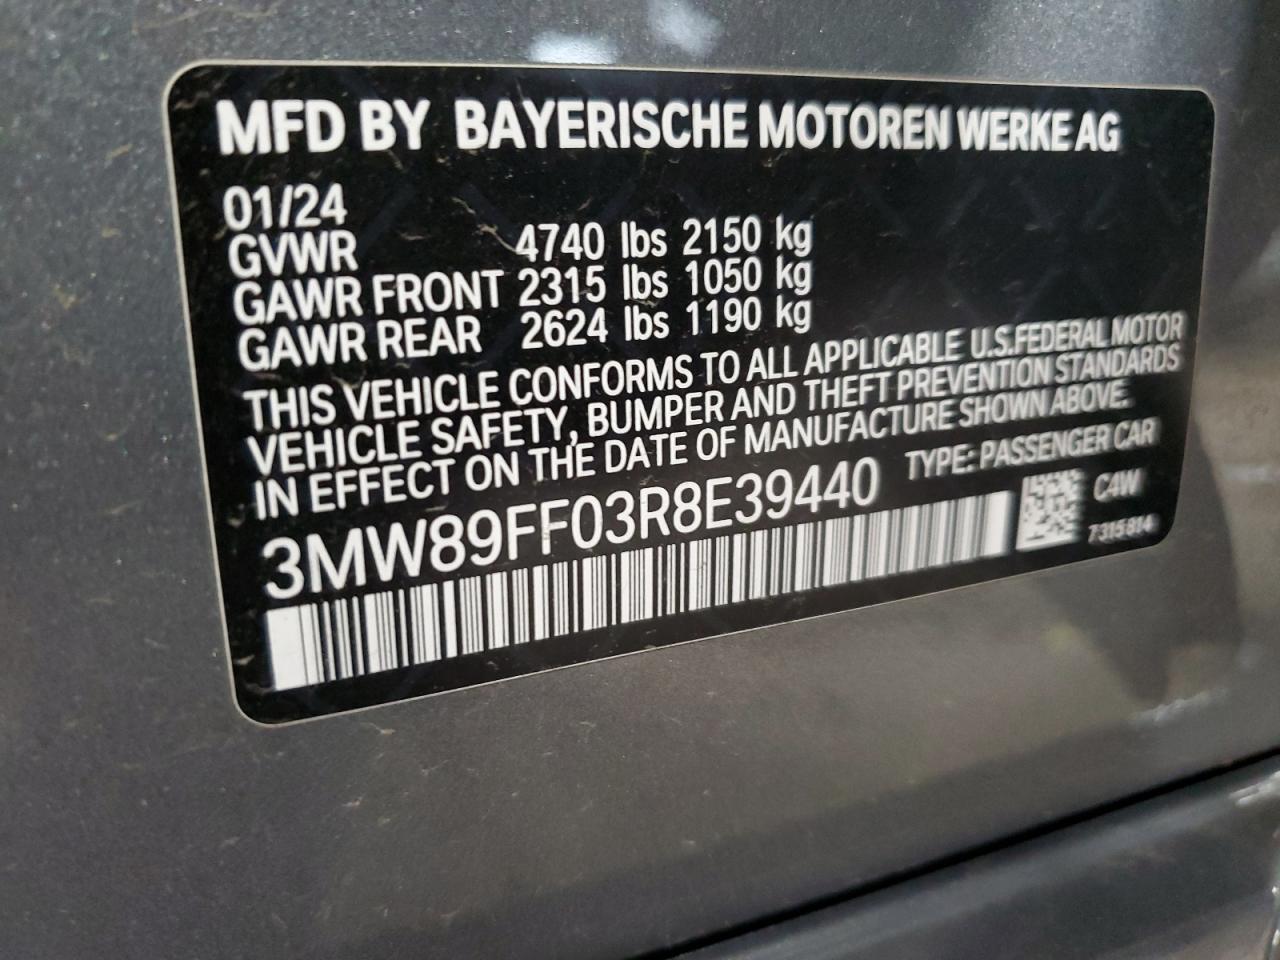 MFD BY BAYERISCHE MOTOREN WERKE AG
01/24
GVWR 4740 lbs 2150 kg
GAWR FRONT 2315 lbs 1050 kg
GAWR REAR 2624 lbs 1190 kg
THIS VEHICLE CONFORMS TO ALL APPLICABLE U.S.FEDERAL MOTOR
VEHICLE SAFETY, BUMPER AND THEFT PREVENTION STANDARDS
IN EFFECT ON THE DATE OF MANUFACTURE SHOWN ABOVE.
3MW89FF03R8E39440 TYPE: PASSENGER CAR
C4W
7315814